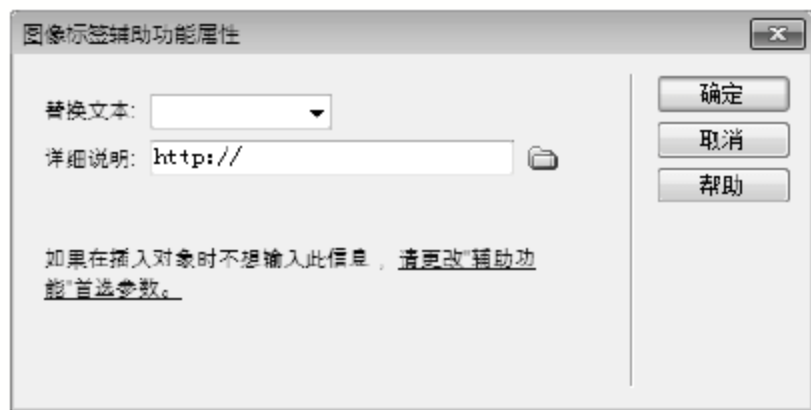 图像标签辅助功能属性
替换文本:
详细说明: http://
确定
取消
帮助
如果在插入对象时不想输入此信息，请更改"辅助功
能"首选参数。